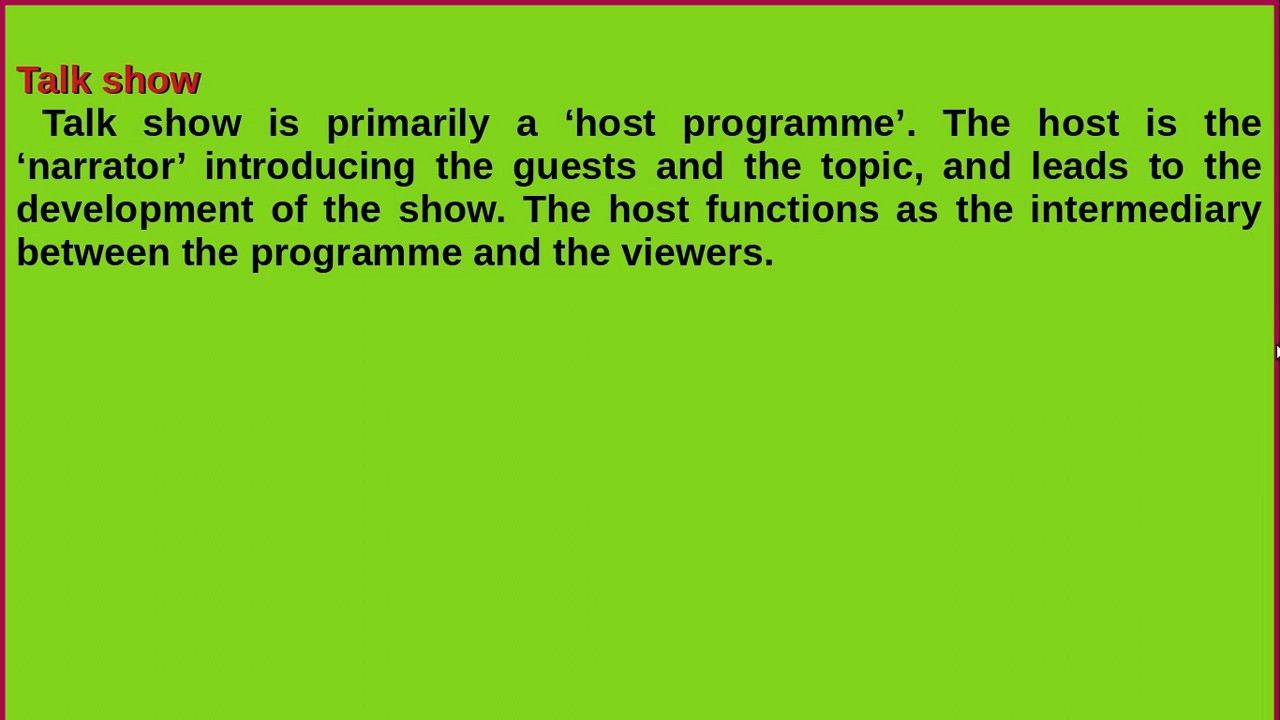 Talk show
Talk show is primarily a ‘host programme’. The host is the
‘narrator’ introducing the guests and the topic, and leads to the
development of the show. The host functions as the intermediary
between the programme and the viewers.